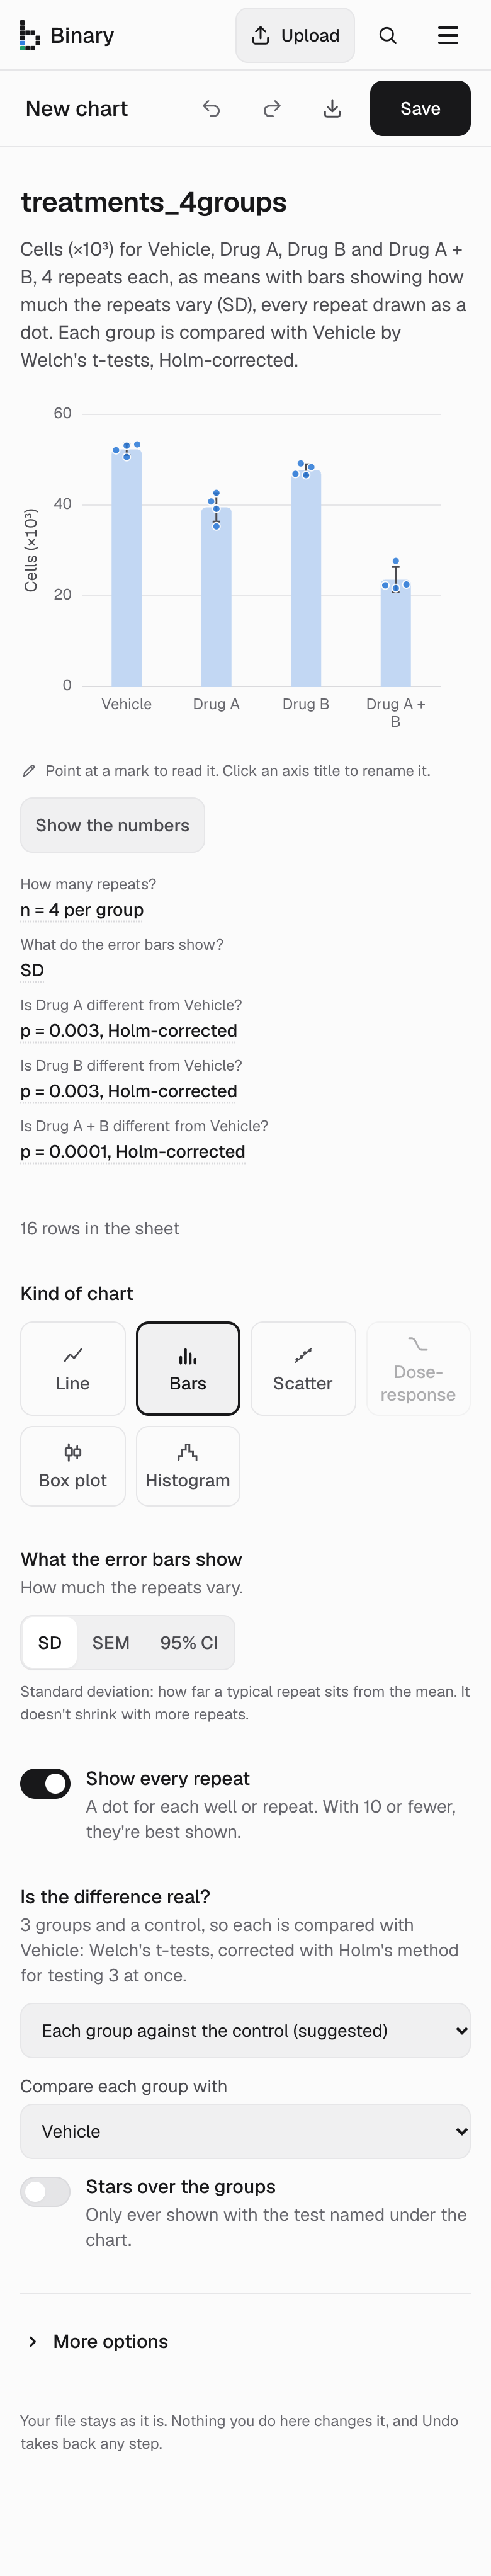 Binary
Upload
New chart
Save
treatments_4groups
Cells (×10³) for Vehicle, Drug A, Drug B and Drug A +
B, 4 repeats each, as means with bars showing how
much the repeats vary (SD), every repeat drawn as a
dot. Each group is compared with Vehicle by
Welch's t-tests, Holm-corrected.
60
40
20
0
Cells (×10³)
Vehicle
Drug A
Drug B
Drug A +
B
Point at a mark to read it. Click an axis title to rename it.
Show the numbers
How many repeats?
n = 4 per group
What do the error bars show?
SD
Is Drug A different from Vehicle?
p = 0.003, Holm-corrected
Is Drug B different from Vehicle?
p = 0.003, Holm-corrected
Is Drug A + B different from Vehicle?
p = 0.0001, Holm-corrected
16 rows in the sheet
Kind of chart
Line
Bars
Scatter
Dose-
response
Box plot
Histogram
What the error bars show
How much the repeats vary.
SD
SEM
95% CI
Standard deviation: how far a typical repeat sits from the mean. It
doesn't shrink with more repeats.
Show every repeat
A dot for each well or repeat. With 10 or fewer,
they're best shown.
Is the difference real?
3 groups and a control, so each is compared with
Vehicle: Welch's t-tests, corrected with Holm's method
for testing 3 at once.
Each group against the control (suggested)
Compare each group with
Vehicle
Stars over the groups
Only ever shown with the test named under the
chart.
More options
Your file stays as it is. Nothing you do here changes it, and Undo
takes back any step.